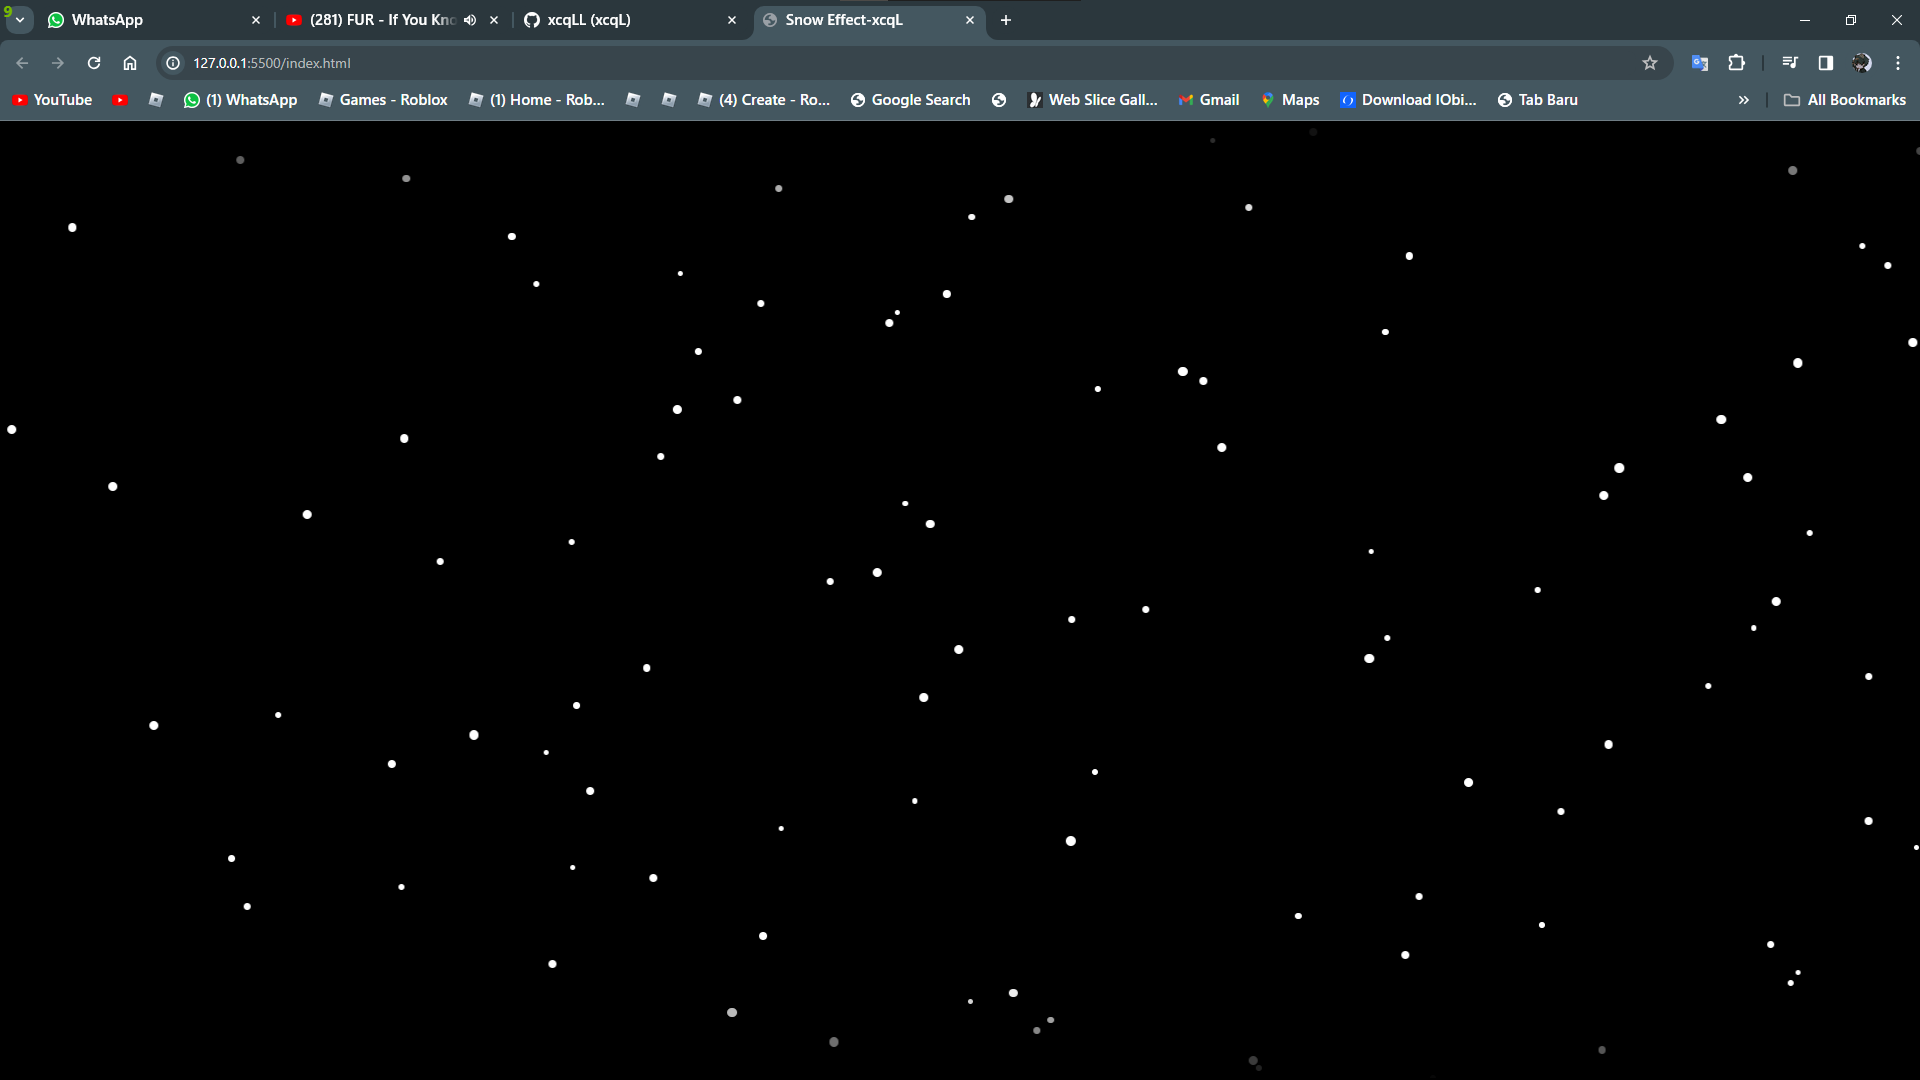 9
WhatsApp
(281) FUR - If You Kno
xcqLL (xcqL)
Snow Effect-xcqL
127.0.0.1:5500/index.html
YouTube
(1) WhatsApp
Games - Roblox
(1) Home - Rob...
(4) Create - Ro...
Google Search
Web Slice Gall...
Gmail
Maps
Download IObi...
Tab Baru
»
All Bookmarks